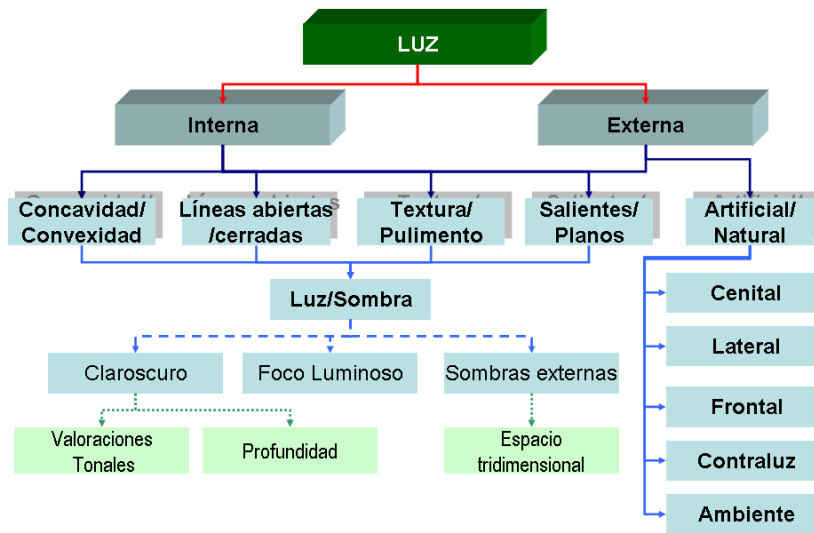 LUZ
Interna
Externa
Concavidad/
Convexidad
Líneas abiertas
/cerradas
Textura/
Pulimento
Salientes/
Planos
Artificial/
Natural
Luz/Sombra
Cenital
Lateral
Claroscuro
Foco Luminoso
Sombras externas
Frontal
Valoraciones
Tonales
Profundidad
Espacio
tridimensional
Contraluz
Ambiente